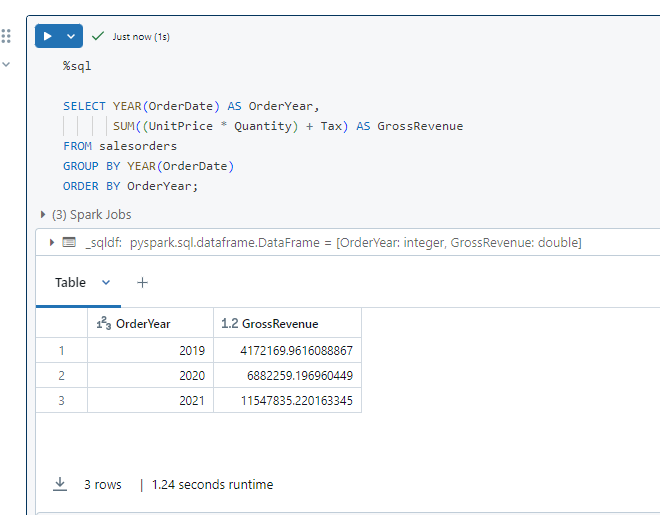 Just now (1s)
%sql
SELECT YEAR(OrderDate) AS OrderYear,
SUM((UnitPrice * Quantity) + Tax) AS GrossRevenue
FROM salesorders
GROUP BY YEAR(OrderDate)
ORDER BY OrderYear;
(3) Spark Jobs
_sqldf: pyspark.sql.dataframe.DataFrame = [OrderYear: integer, GrossRevenue: double]
Table
123 OrderYear 1.2 GrossRevenue
1 2019 4172169.9616088867
2 2020 6882259.196960449
3 2021 11547835.220163345
3 rows | 1.24 seconds runtime